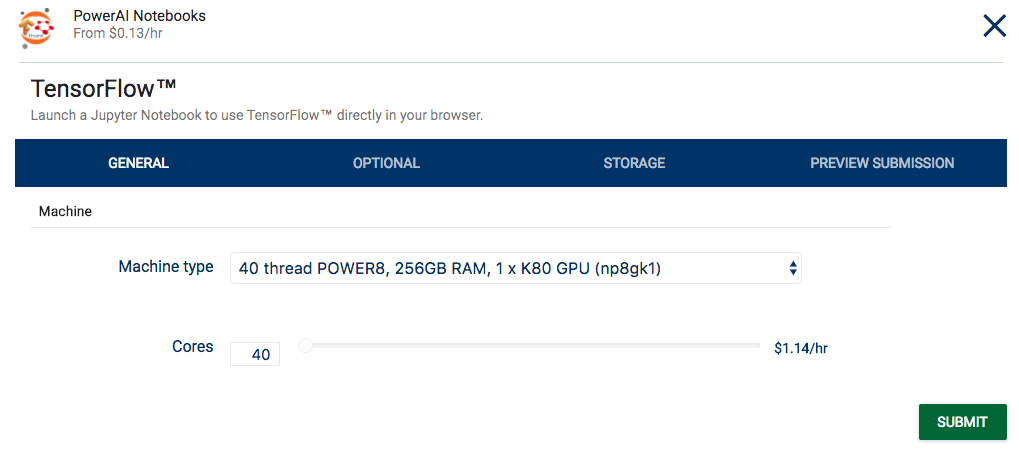 PowerAI Notebooks
From $0.13/hr
TensorFlow™
Launch a Jupyter Notebook to use TensorFlow™ directly in your browser.
GENERAL OPTIONAL STORAGE PREVIEW SUBMISSION
Machine
Machine type 40 thread POWER8, 256GB RAM, 1 x K80 GPU (np8gk1)
Cores 40 $1.14/hr
SUBMIT